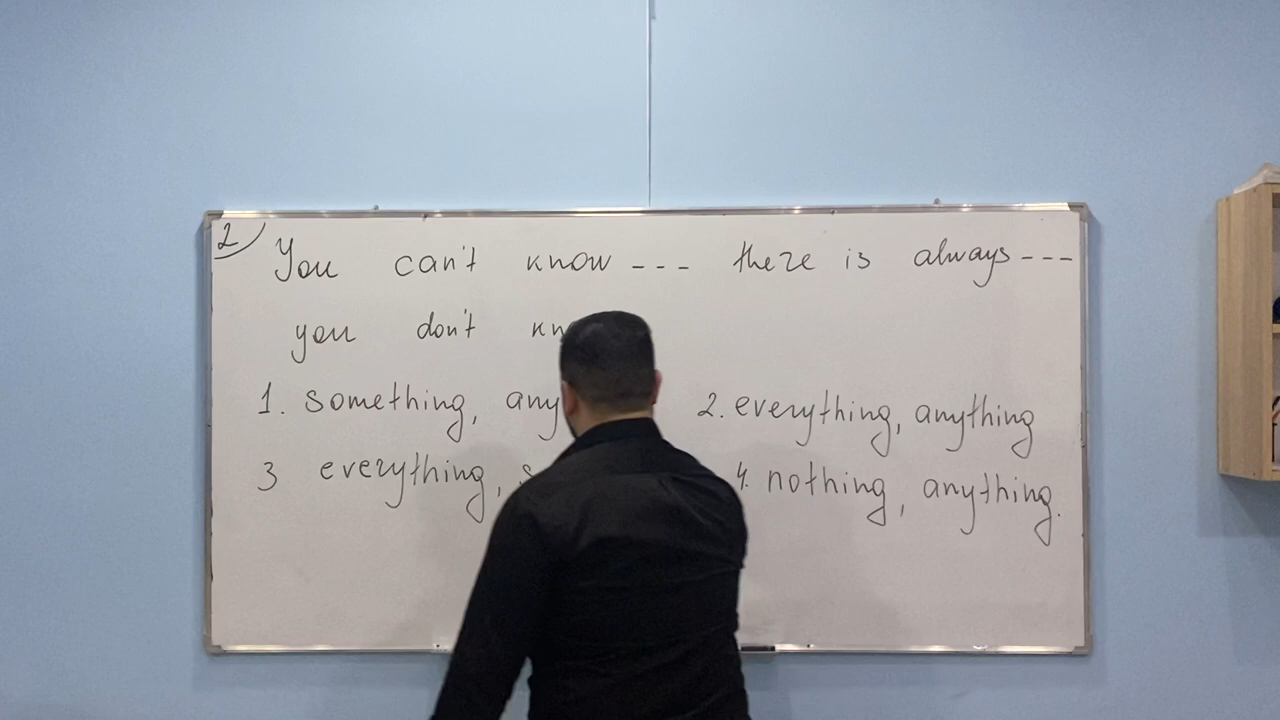 2
You can't know --- there is always ---
you don't
1. something, 2. everything, anything
3 everything, 4. nothing, anything.